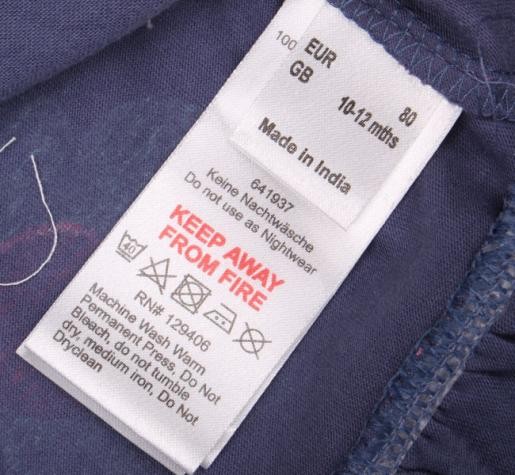 100
EUR 80
GB 10-12 mths
Made in India
641937
Keine Nachtwäsche
Do not use as Nightwear
KEEP AWAY
FROM FIRE
40
RN# 129406
Machine Wash Warm
Permanent Press, Do Not
Bleach, do not tumble
dry, medium iron, Do Not
Dryclean